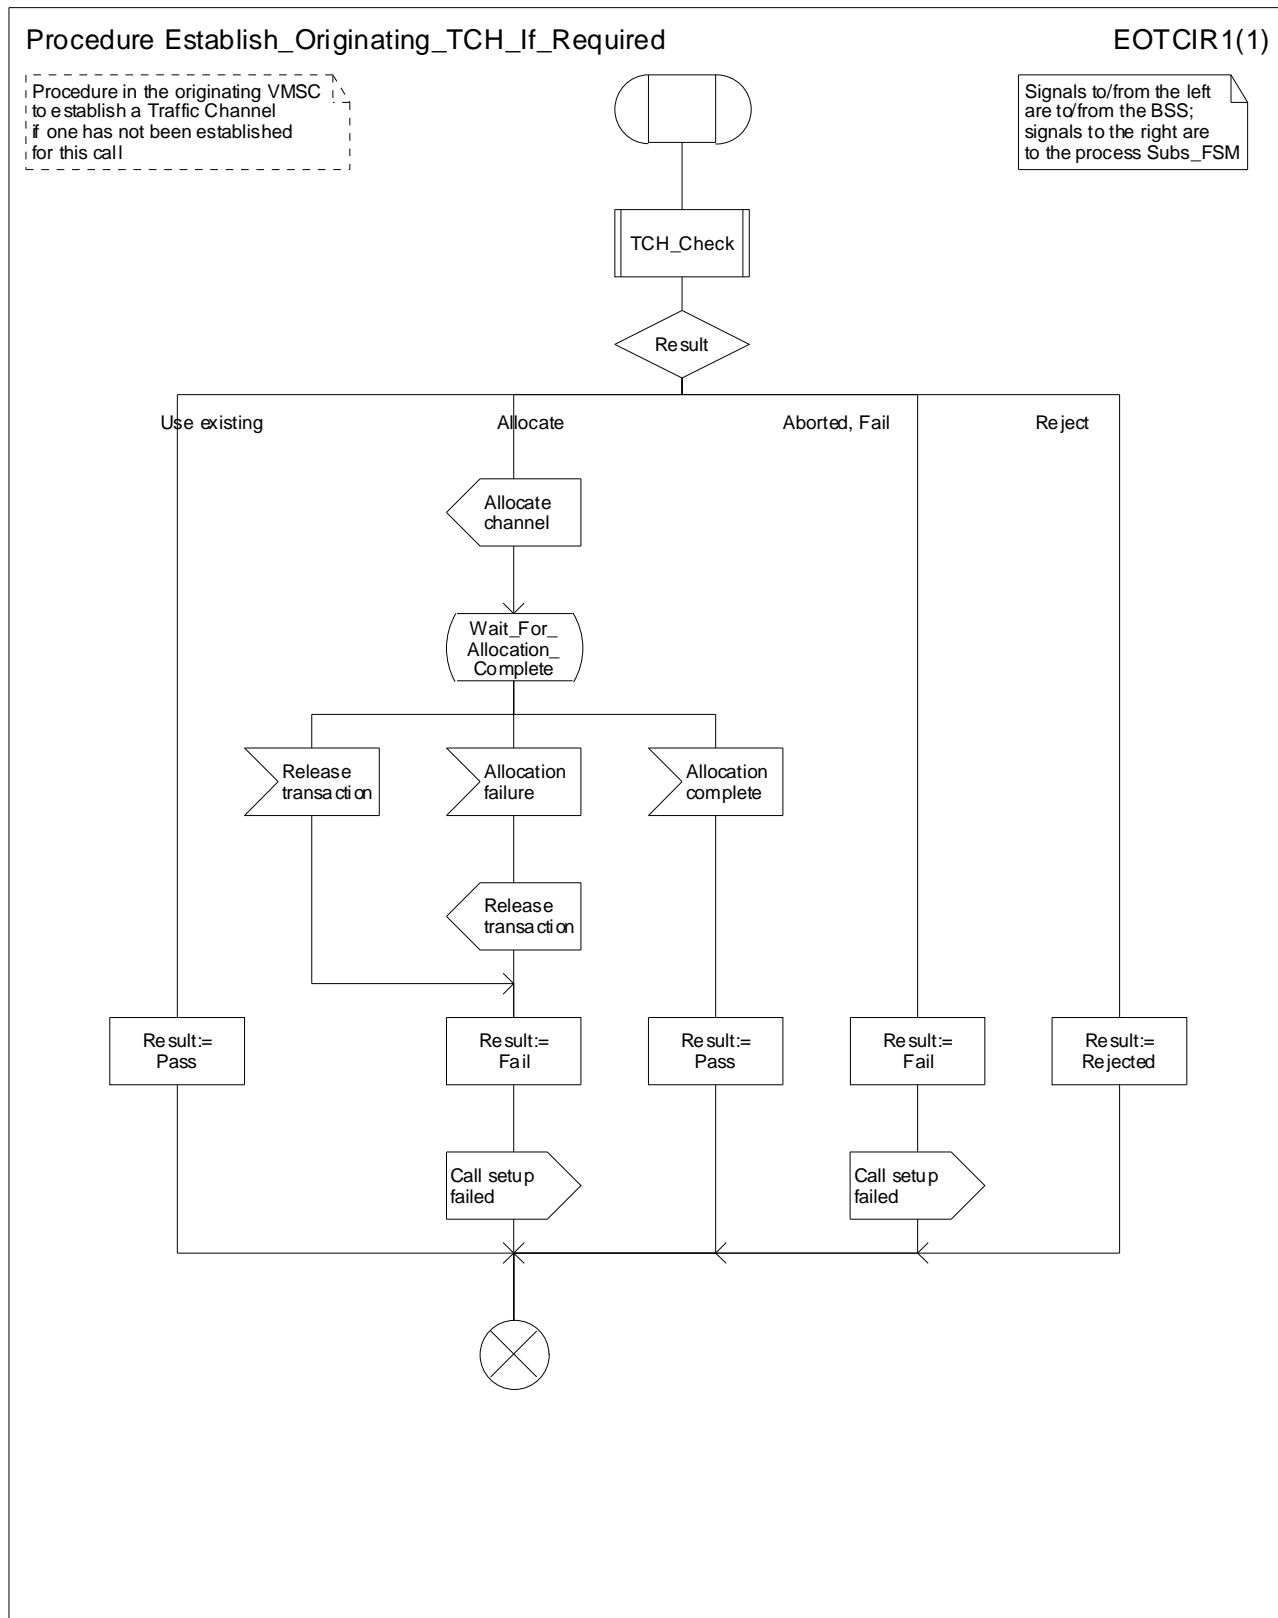 Procedure Establish_Originating_TCH_If_Required
EOTCIR1(1)
Procedure in the originating VMSC
to establish a Traffic Channel
if one has not been established
for this call
Signals to/from the left
are to/from the BSS;
signals to the right are
to the process Subs_FSM
TCH_Check
Result
Use existing
Allocate
Aborted, Fail
Reject
Allocate
channel
Wait_For_
Allocation_
Complete
Release
transaction
Allocation
failure
Allocation
complete
Release
transaction
Result:=
Pass
Result:=
Fail
Result:=
Pass
Result:=
Fail
Result:=
Rejected
Call setup
failed
Call setup
failed